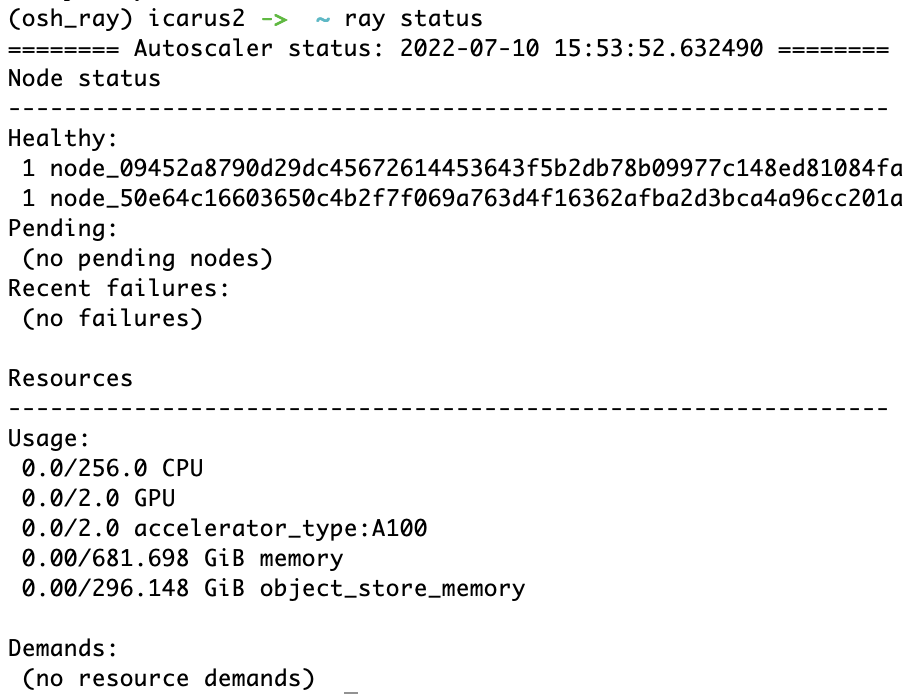 (osh_ray) icarus2 -> ~ ray status
======== Autoscaler status: 2022-07-10 15:53:52.632490 ========
Node status
---------------------------------------------------------------
Healthy:
 1 node_09452a8790d29dc45672614453643f5b2db78b09977c148ed81084fa
 1 node_50e64c16603650c4b2f7f069a763d4f16362afba2d3bca4a96cc201a
Pending:
 (no pending nodes)
Recent failures:
 (no failures)

Resources
---------------------------------------------------------------
Usage:
 0.0/256.0 CPU
 0.0/2.0 GPU
 0.0/2.0 accelerator_type:A100
 0.00/681.698 GiB memory
 0.00/296.148 GiB object_store_memory

Demands:
 (no resource demands)